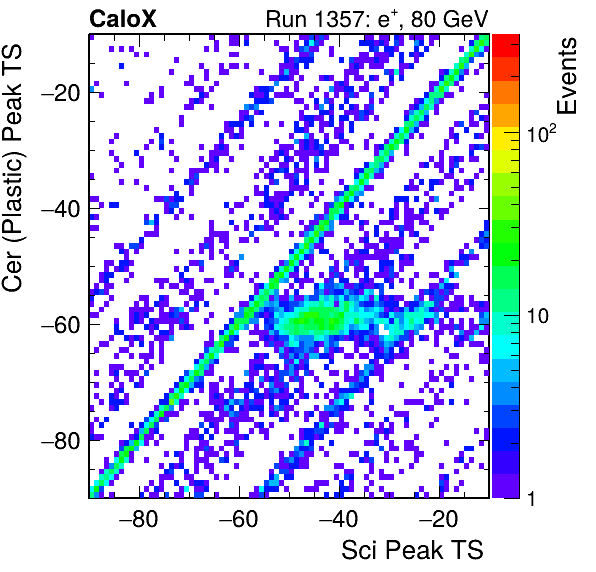 CaloX Run 1357: e⁺, 80 GeV
Cer (Plastic) Peak TS
−20
−40
−60
−80
−80 −60 −40 −20
Sci Peak TS
Events
10²
10
1